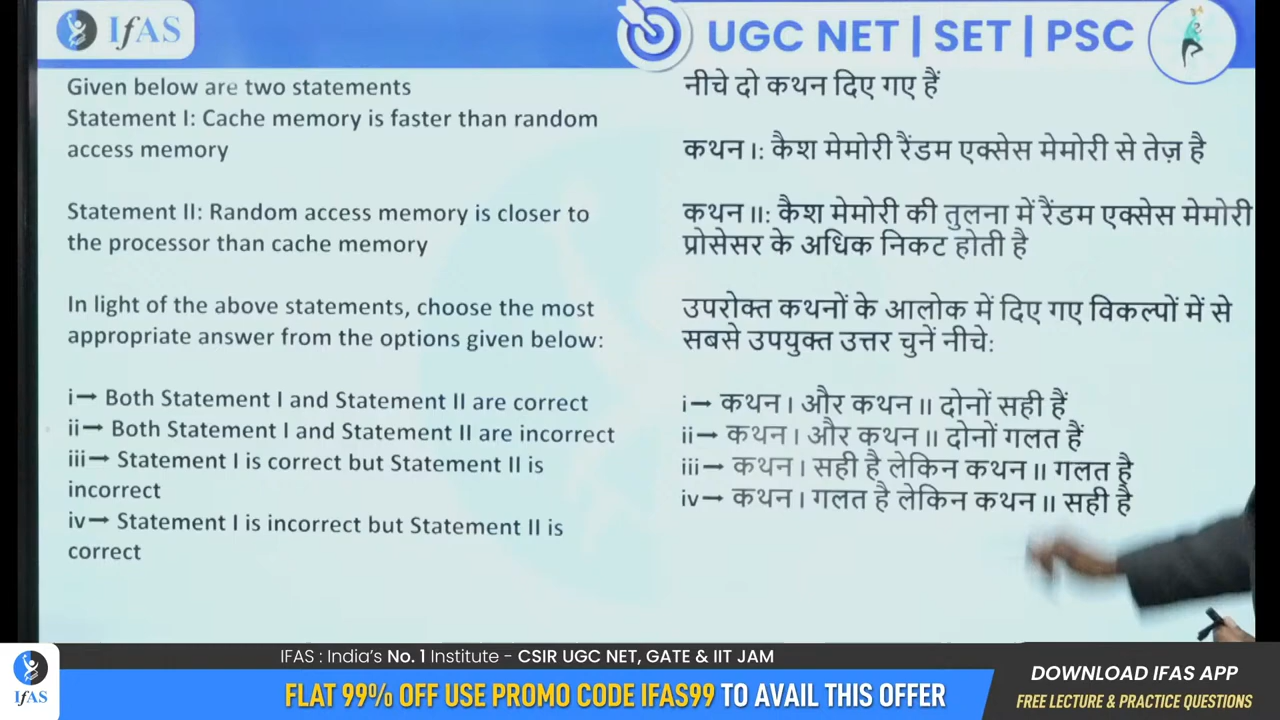 IfAS
UGC NET | SET | PSC
Given below are two statements
Statement I: Cache memory is faster than random
access memory
Statement II: Random access memory is closer to
the processor than cache memory
In light of the above statements, choose the most
appropriate answer from the options given below:
i→ Both Statement I and Statement II are correct
ii→ Both Statement I and Statement II are incorrect
iii→ Statement I is correct but Statement II is
incorrect
iv→ Statement I is incorrect but Statement II is
correct
नीचे दो कथन दिए गए हैं
कथन I: कैश मेमोरी रैंडम एक्सेस मेमोरी से तेज़ है
कथन II: कैश मेमोरी की तुलना में रैंडम एक्सेस मेमोरी
प्रोसेसर के अधिक निकट होती है
उपरोक्त कथनों के आलोक में दिए गए विकल्पों में से
सबसे उपयुक्त उत्तर चुनें नीचे:
i→ कथन I और कथन II दोनों सही हैं
ii→ कथन I और कथन II दोनों गलत हैं
iii→ कथन I सही है लेकिन कथन II गलत है
iv→ कथन I गलत है लेकिन कथन II सही है
IFAS : India's No. 1 Institute - CSIR UGC NET, GATE & IIT JAM
IfAS
FLAT 99% OFF USE PROMO CODE IFAS99 TO AVAIL THIS OFFER
DOWNLOAD IFAS APP
FREE LECTURE & PRACTICE QUESTIONS